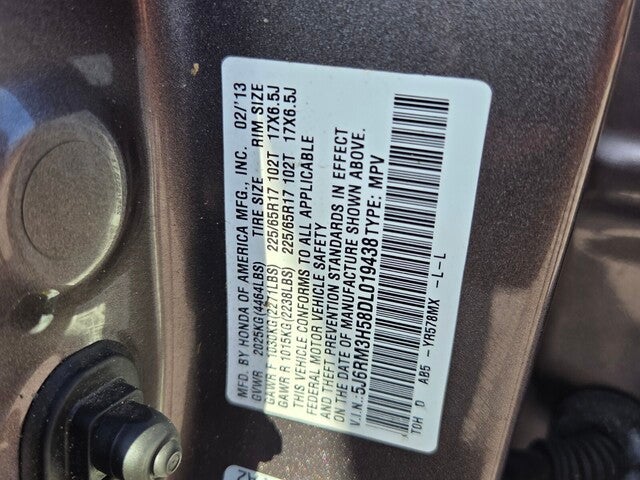 MFD. BY HONDA OF AMERICA MFG., INC. 02/'13
GVWR 2025KG(4464LBS) TIRE SIZE RIM SIZE
GAWR F 1030KG(2271LBS) 225/65R17 102T 17X6.5J
GAWR R 1015KG(2238LBS) 225/65R17 102T 17X6.5J
THIS VEHICLE CONFORMS TO ALL APPLICABLE
FEDERAL MOTOR VEHICLE SAFETY
AND THEFT PREVENTION STANDARDS IN EFFECT
ON THE DATE OF MANUFACTURE SHOWN ABOVE.
V.I.N.: 5J6RM3H58DL019438 TYPE: MPV
TOH D AB5 -YR578MX -L-L